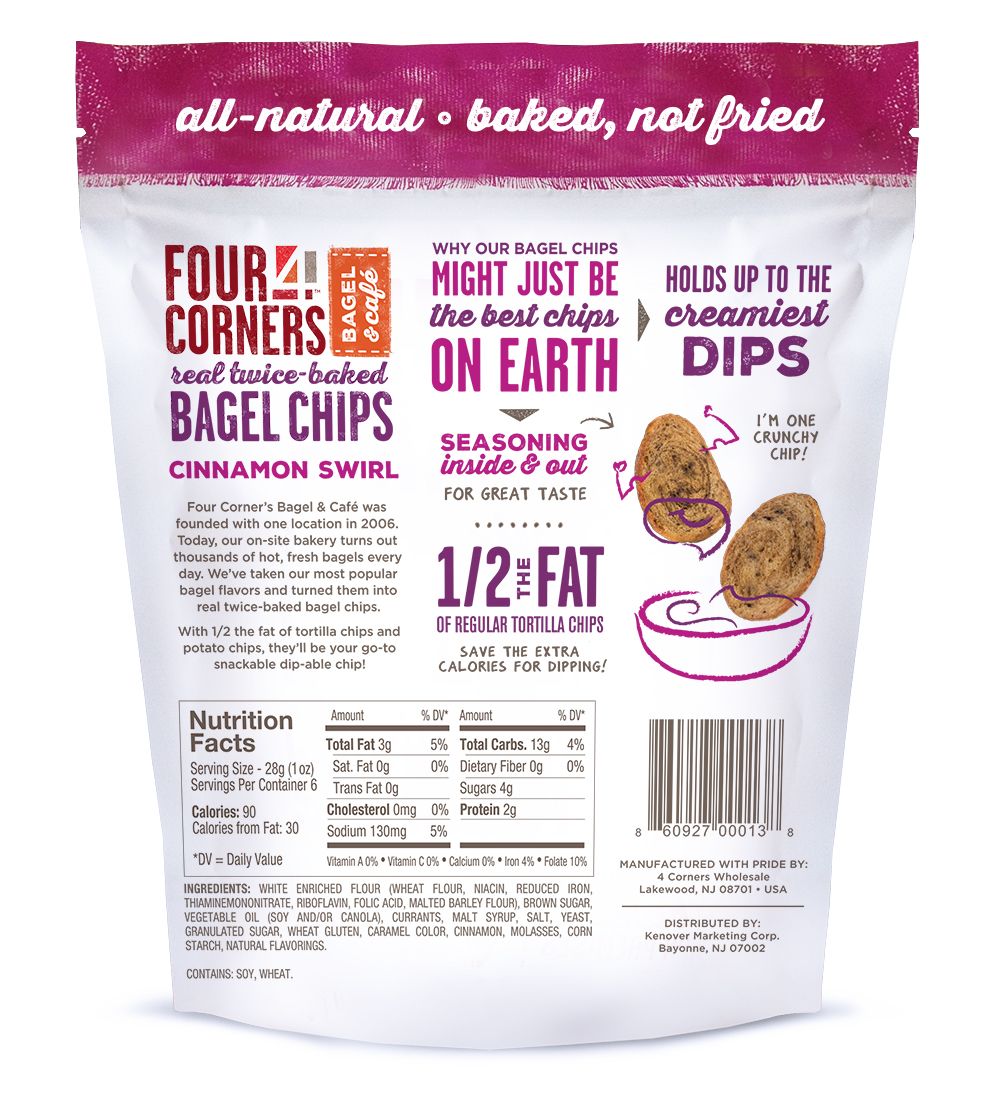 all-natural • baked, not fried
FOUR 4
CORNERS
BAGEL
& café
real twice-baked
BAGEL CHIPS
CINNAMON SWIRL
Four Corner's Bagel & Café was
founded with one location in 2006.
Today, our on-site bakery turns out
thousands of hot, fresh bagels every
day. We've taken our most popular
bagel flavors and turned them into
real twice-baked bagel chips.
With 1/2 the fat of tortilla chips and
potato chips, they'll be your go-to
snackable dip-able chip!
WHY OUR BAGEL CHIPS
MIGHT JUST BE
the best chips
ON EARTH
SEASONING
inside & out
FOR GREAT TASTE
1/2 THE FAT
OF REGULAR TORTILLA CHIPS
SAVE THE EXTRA
CALORIES FOR DIPPING!
HOLDS UP TO THE
creamiest
DIPS
I'M ONE
CRUNCHY
CHIP!
Nutrition
Facts
Serving Size - 28g (1 oz)
Servings Per Container 6
Calories: 90
Calories from Fat: 30
*DV = Daily Value
Amount % DV* Amount % DV*
Total Fat 3g 5% Total Carbs. 13g 4%
Sat. Fat 0g 0% Dietary Fiber 0g 0%
Trans Fat 0g Sugars 4g
Cholesterol 0mg 0% Protein 2g
Sodium 130mg 5%
Vitamin A 0% • Vitamin C 0% • Calcium 0% • Iron 4% • Folate 10%
INGREDIENTS: WHITE ENRICHED FLOUR (WHEAT FLOUR, NIACIN, REDUCED IRON,
THIAMINEMONONITRATE, RIBOFLAVIN, FOLIC ACID, MALTED BARLEY FLOUR), BROWN SUGAR,
VEGETABLE OIL (SOY AND/OR CANOLA), CURRANTS, MALT SYRUP, SALT, YEAST,
GRANULATED SUGAR, WHEAT GLUTEN, CARAMEL COLOR, CINNAMON, MOLASSES, CORN
STARCH, NATURAL FLAVORINGS.
CONTAINS: SOY, WHEAT.
8 60927 00013 8
MANUFACTURED WITH PRIDE BY:
4 Corners Wholesale
Lakewood, NJ 08701 • USA
DISTRIBUTED BY:
Kenover Marketing Corp.
Bayonne, NJ 07002